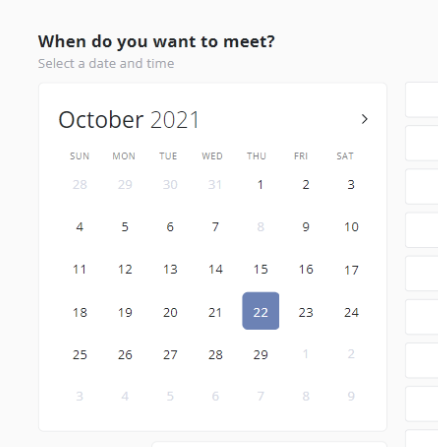 When do you want to meet?
Select a date and time
October 2021
SUN MON TUE WED THU FRI SAT
28 29 30 31 1 2 3
4 5 6 7 8 9 10
11 12 13 14 15 16 17
18 19 20 21 22 23 24
25 26 27 28 29 1 2
3 4 5 6 7 8 9